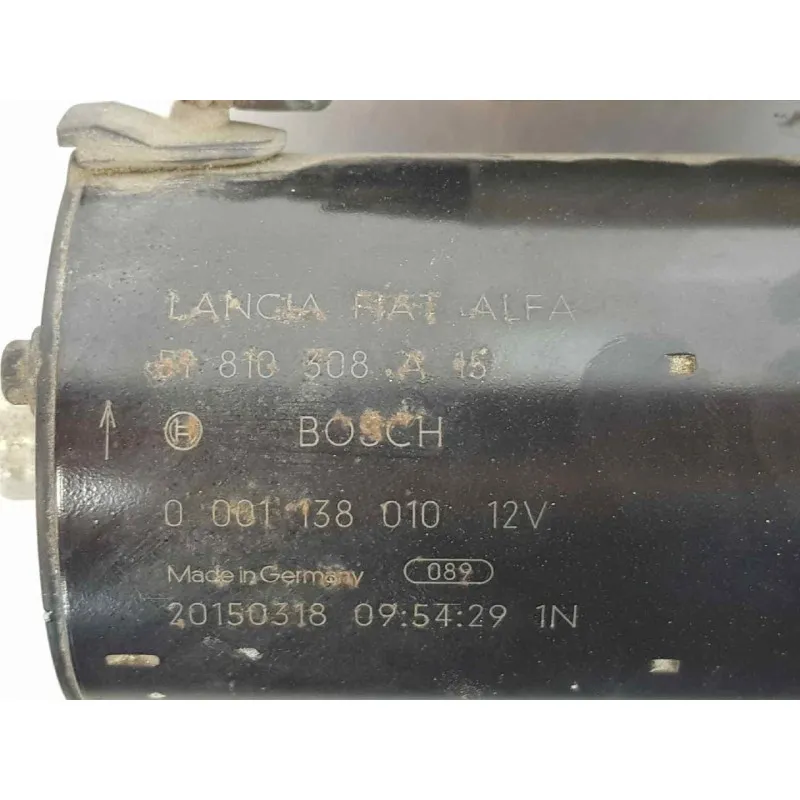 LANCIA FIAT ALFA
51 810 308 A 15
BOSCH
0 001 138 010 12V
Made in Germany 089
20150318 09:54:29 1N